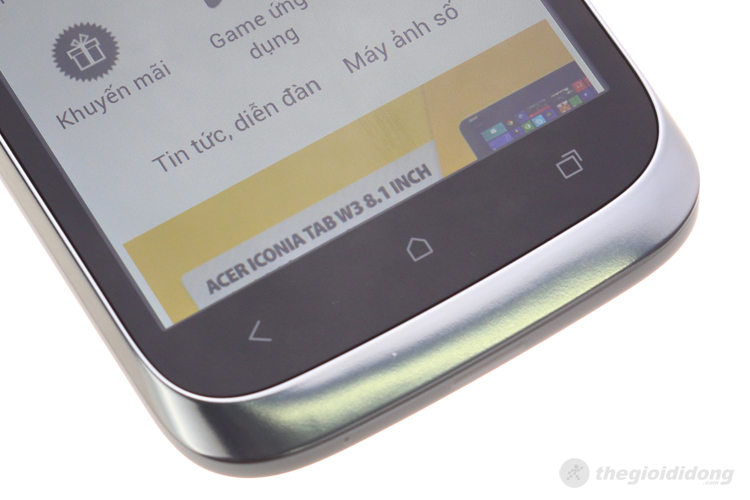 Khuyến mãi
Game ứng
dụng
Tin tức, diễn đàn
Máy ảnh số
ACER ICONIA TAB W3 8.1 INCH
thegioididong
.com